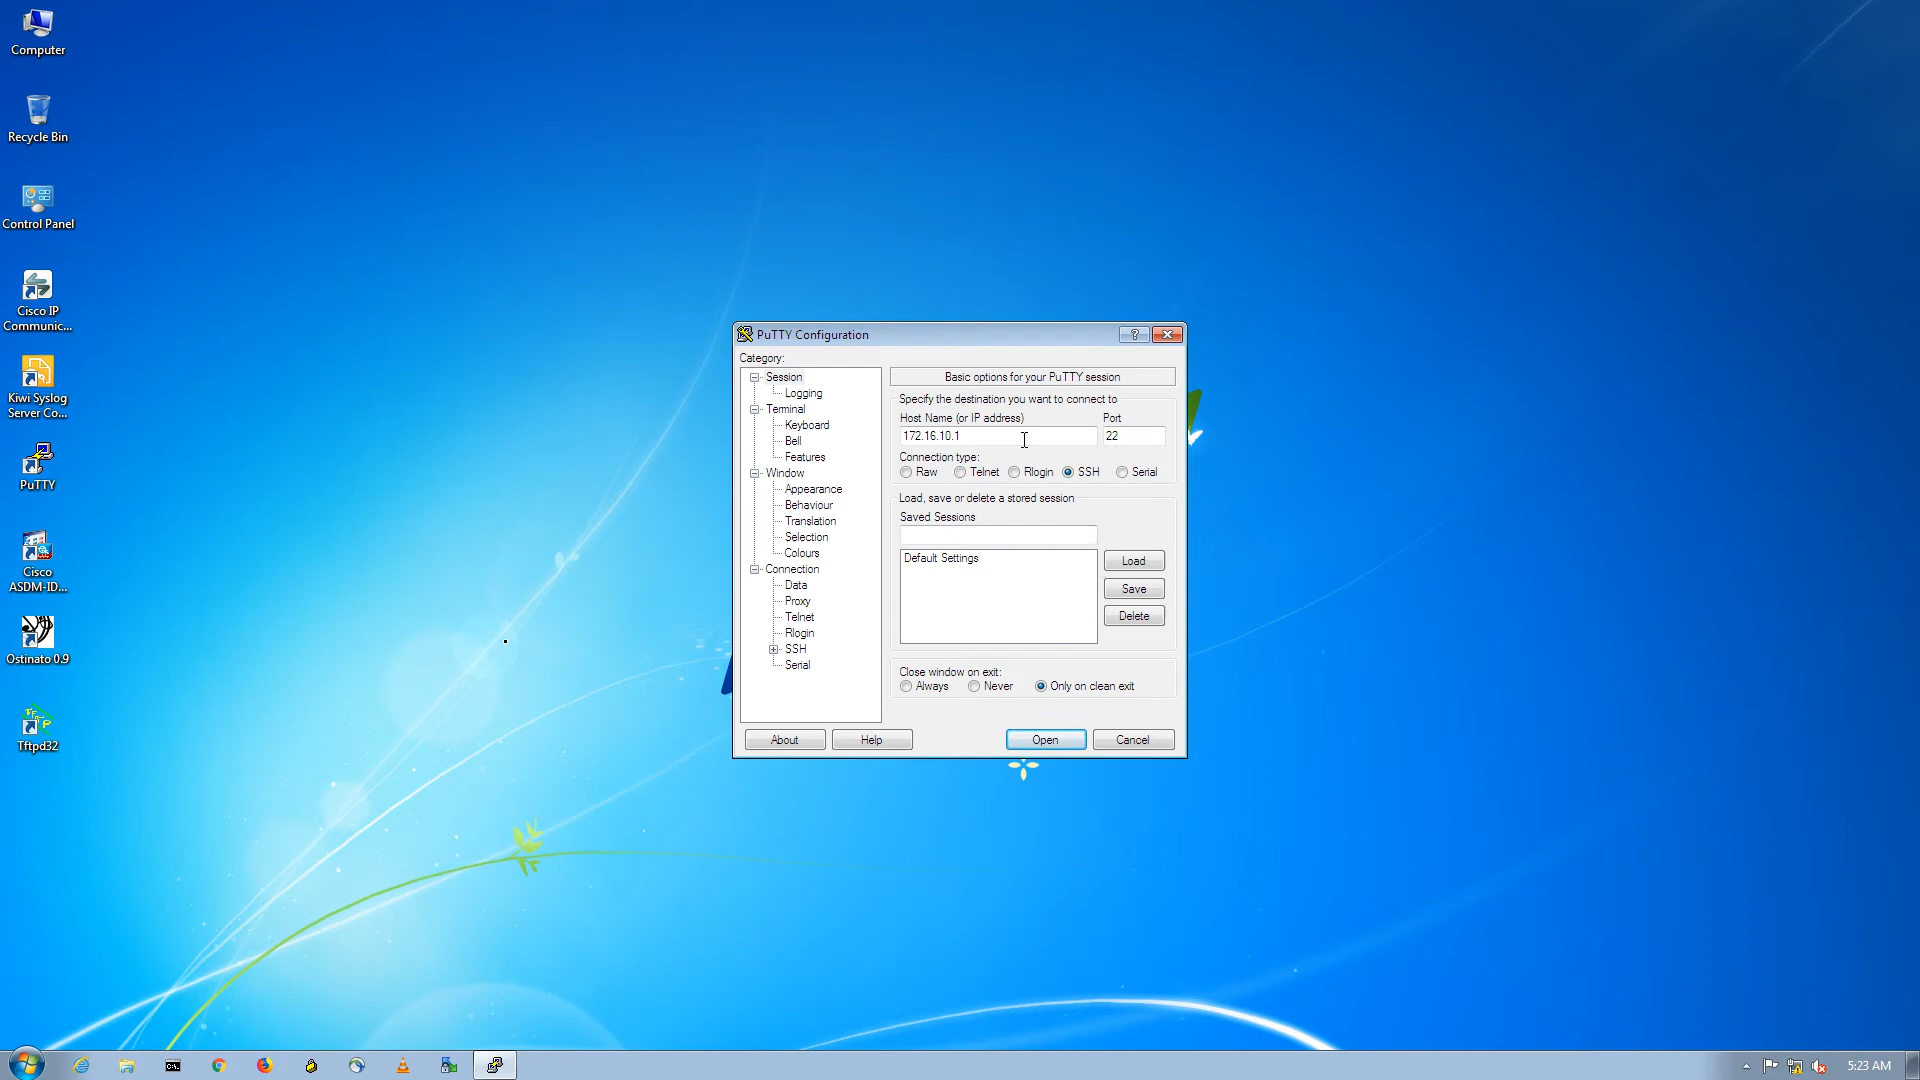 Computer
Recycle Bin
Control Panel
Cisco IP
Communic...
Kiwi Syslog
Server Co...
PuTTY
Cisco
ASDM-ID...
Ostinato 0.9
Tftpd32
PuTTY Configuration
Category:
Session
Logging
Terminal
Keyboard
Bell
Features
Window
Appearance
Behaviour
Translation
Selection
Colours
Connection
Data
Proxy
Telnet
Rlogin
SSH
Serial
Basic options for your PuTTY session
Specify the destination you want to connect to
Host Name (or IP address) Port
172.16.10.1 22
Connection type:
Raw Telnet Rlogin SSH Serial
Load, save or delete a stored session
Saved Sessions
Default Settings
Load
Save
Delete
Close window on exit:
Always Never Only on clean exit
About Help Open Cancel
5:23 AM